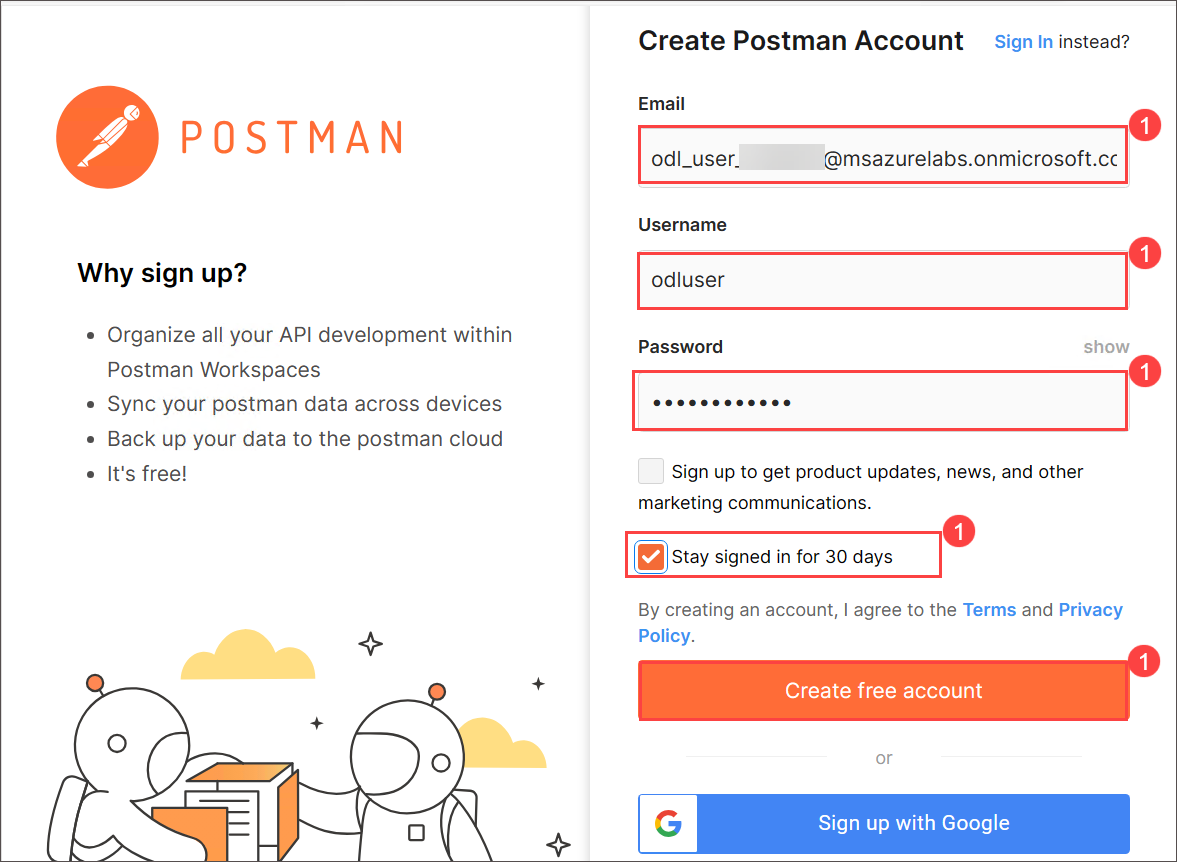 POSTMAN
Why sign up?
• Organize all your API development within
Postman Workspaces
• Sync your postman data across devices
• Back up your data to the postman cloud
• It's free!
Create Postman Account Sign In instead?
Email
1
odl_user_ @msazurelabs.onmicrosoft.cc
Username
1
odluser
Password show
1
••••••••••••
Sign up to get product updates, news, and other
marketing communications.
1
Stay signed in for 30 days
By creating an account, I agree to the Terms and Privacy
Policy.
1
Create free account
or
G Sign up with Google